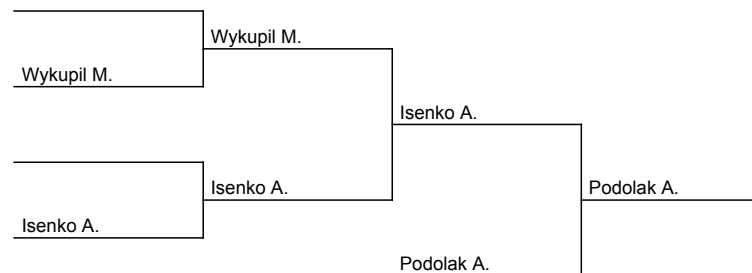 Wykupil M.
Wykupil M.
Isenko A.
Isenko A.
Podolak A.
Isenko A.
Podolak A.